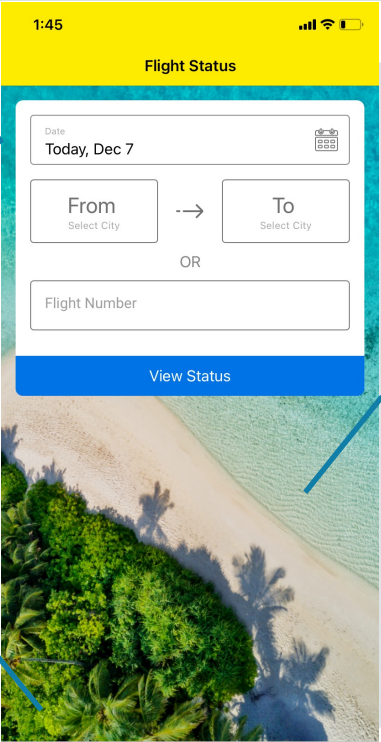 1:45
Flight Status
Date
Today, Dec 7
From
Select City
To
Select City
OR
Flight Number
View Status